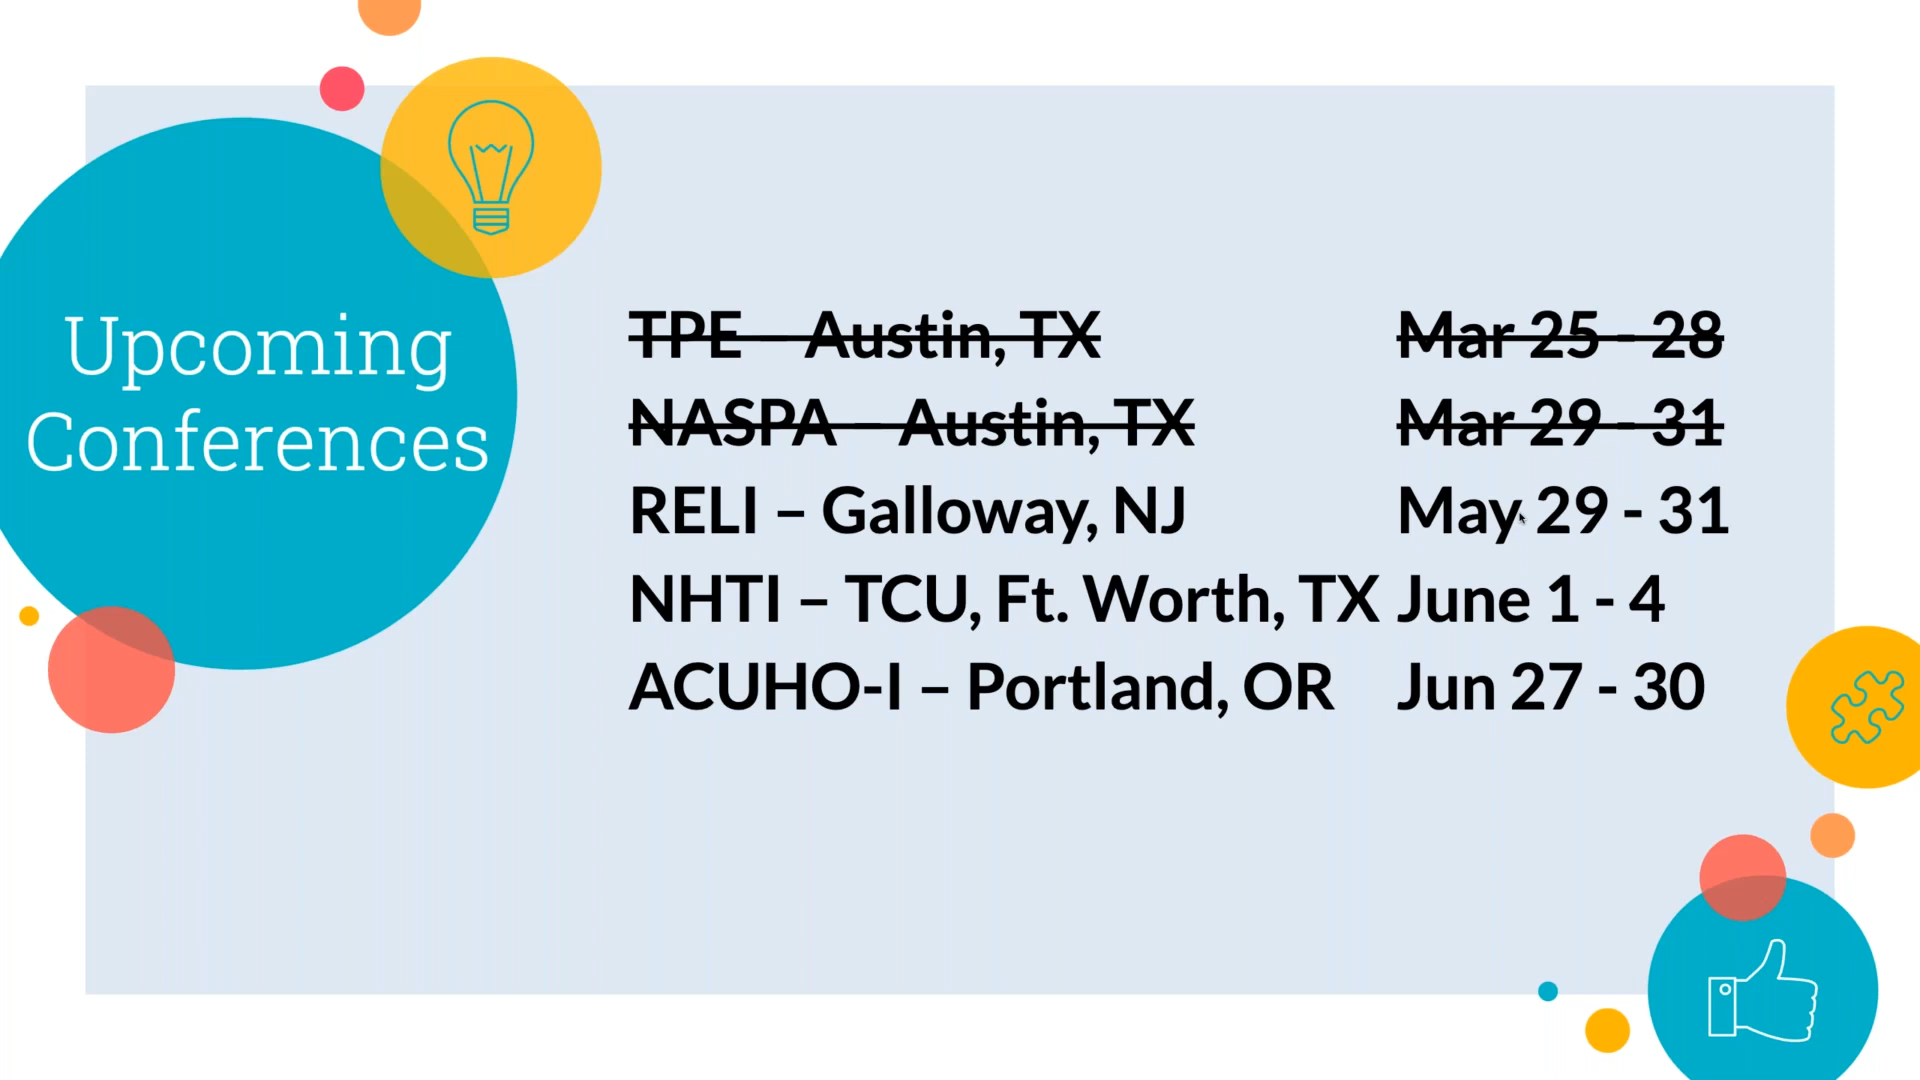 Upcoming
Conferences
TPE – Austin, TX Mar 25 - 28
NASPA – Austin, TX Mar 29 - 31
RELI – Galloway, NJ May 29 - 31
NHTI – TCU, Ft. Worth, TX June 1 - 4
ACUHO-I – Portland, OR Jun 27 - 30